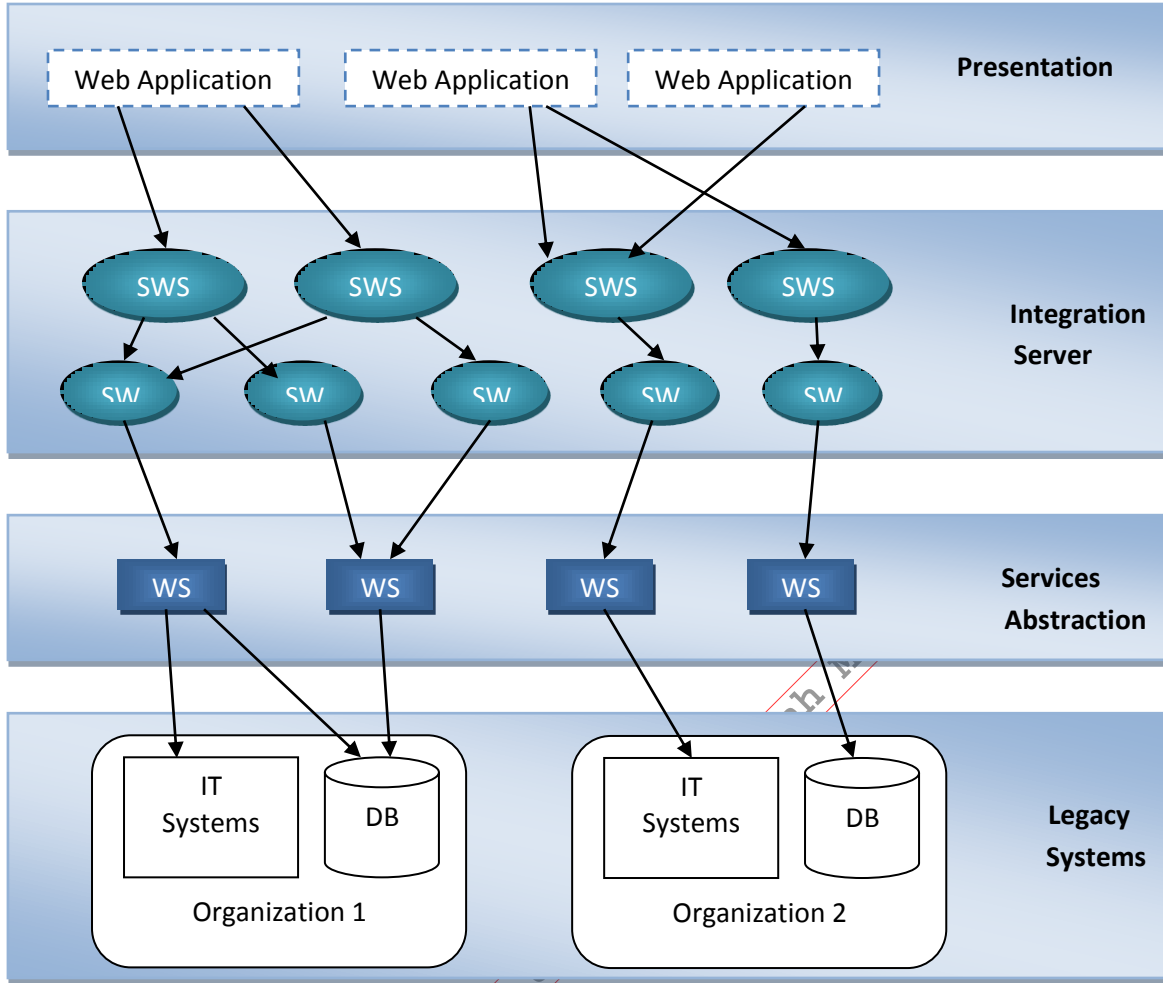 Presentation
Web Application
Web Application
Web Application
SWS
SWS
SWS
SWS
Integration
Server
SW
SW
SW
SW
SW
WS
WS
WS
WS
Services
Abstraction
IT
Systems
DB
Organization 1
IT
Systems
DB
Organization 2
Legacy
Systems